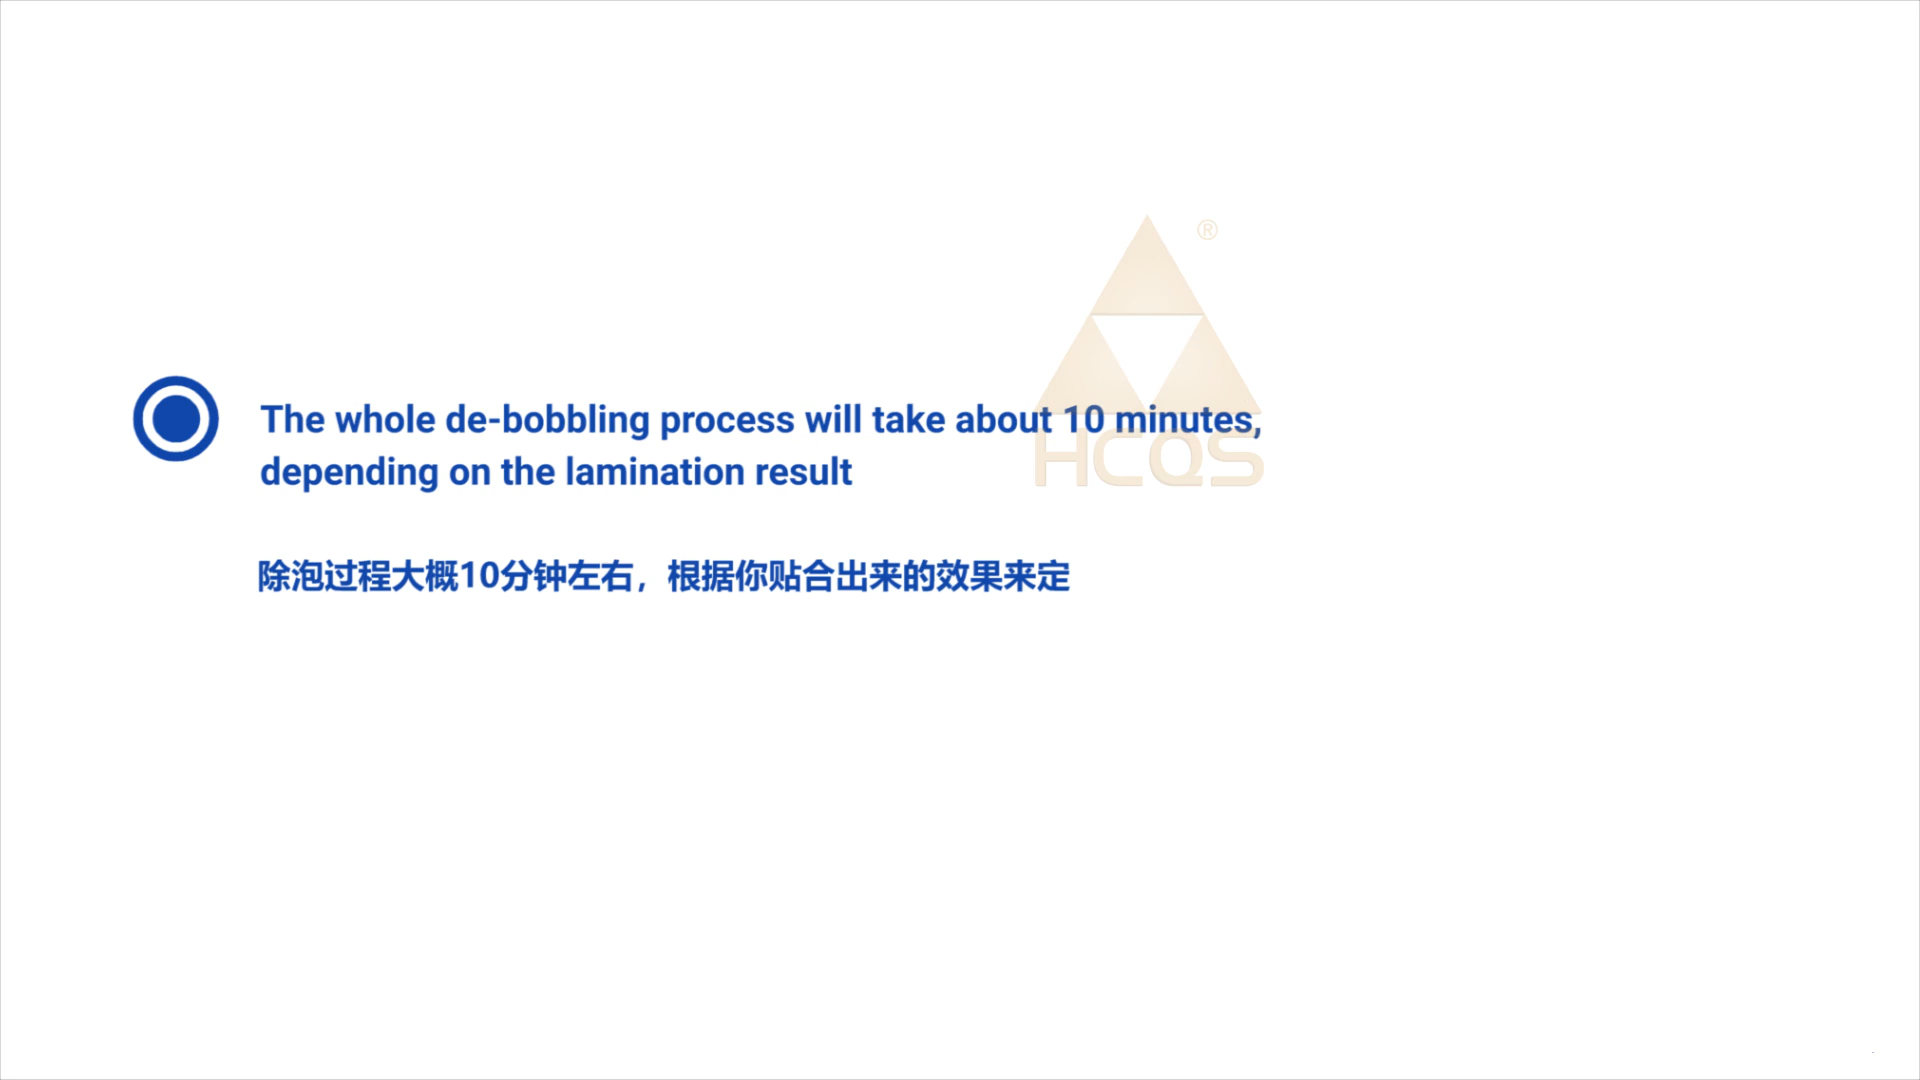 ®
The whole de-bobbling process will take about 10 minutes,
depending on the lamination result
HCQS
除泡过程大概10分钟左右，根据你贴合出来的效果来定